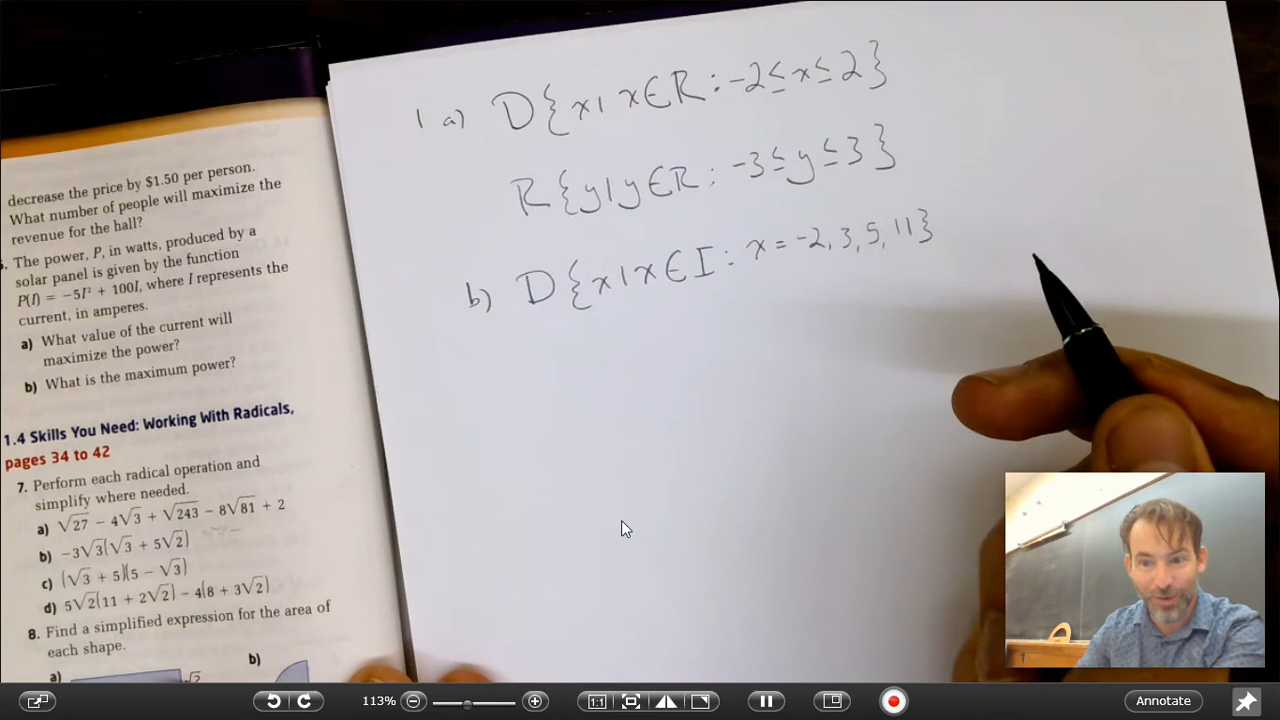 decrease the price by $1.50 per person.
What number of people will maximize the
revenue for the hall?
The power, P, in watts, produced by a
solar panel is given by the function
P(I) = −5I² + 100I, where I represents the
current, in amperes.
a) What value of the current will
maximize the power?
b) What is the maximum power?
1.4 Skills You Need: Working With Radicals,
pages 34 to 42
7. Perform each radical operation and
simplify where needed.
a) √27 − 4√3 + √243 − 8√81 + 2
b) −3√3(√3 + 5√2)
c) (√3 + 5)(5 − √3)
d) 5√2(11 + 2√2) − 4(8 + 3√2)
8. Find a simplified expression for the area of
each shape.
a) b)
1 a) D{x | x∈R : -2≤x≤2}
R{y | y∈R : -3≤y≤3}
b) D{x | x∈I : x = -2, 3, 5, 11}
113% 1:1 Annotate